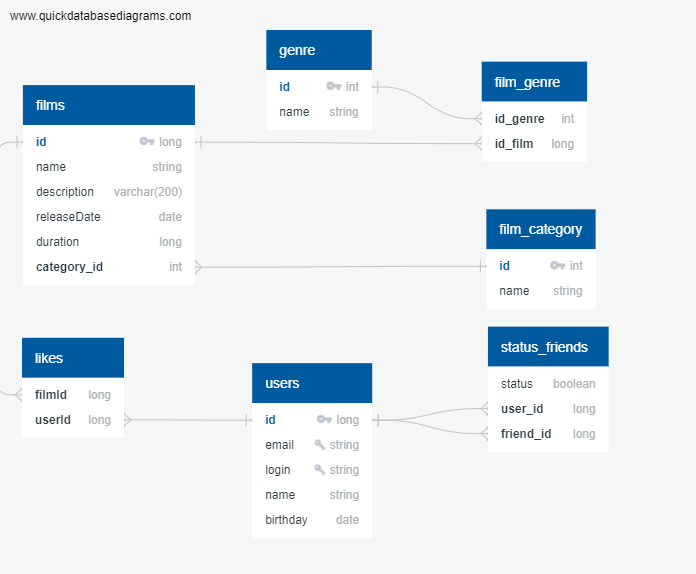 www.quickdatabasediagrams.com
genre
id int
name string
film_genre
id_genre int
id_film long
films
id long
name string
description varchar(200)
releaseDate date
duration long
category_id int
film_category
id int
name string
likes
filmId long
userId long
users
id long
email string
login string
name string
birthday date
status_friends
status boolean
user_id long
friend_id long